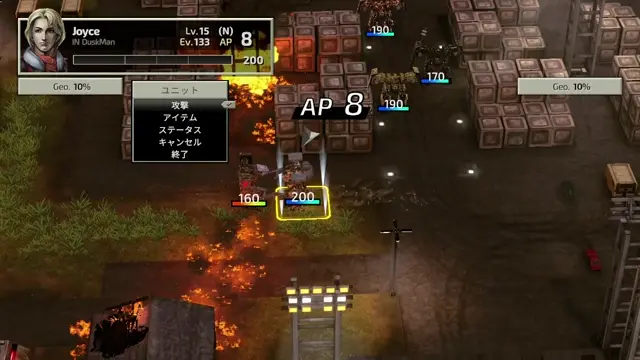 Joyce
Lv.15 (N)
IN DuskMan
Ev.133 AP 8
200
Geo. 10%
Geo. 10%
ユニット
攻撃
アイテム
ステータス
キャンセル
終了
AP 8
190
170
190
160
200